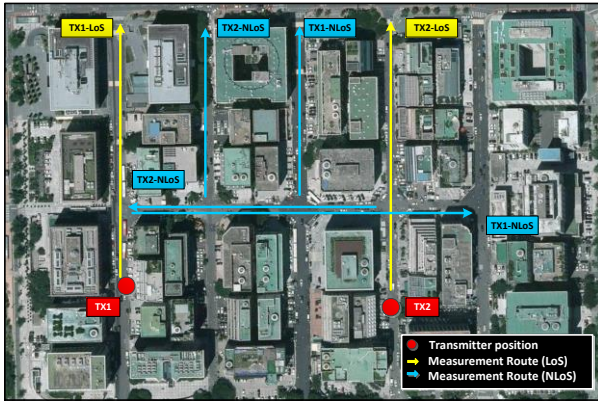 TX1-LoS
TX2-NLoS
TX1-NLoS
TX2-LoS
TX2-NLoS
TX1-NLoS
TX1
TX2
Transmitter position
Measurement Route (LoS)
Measurement Route (NLoS)